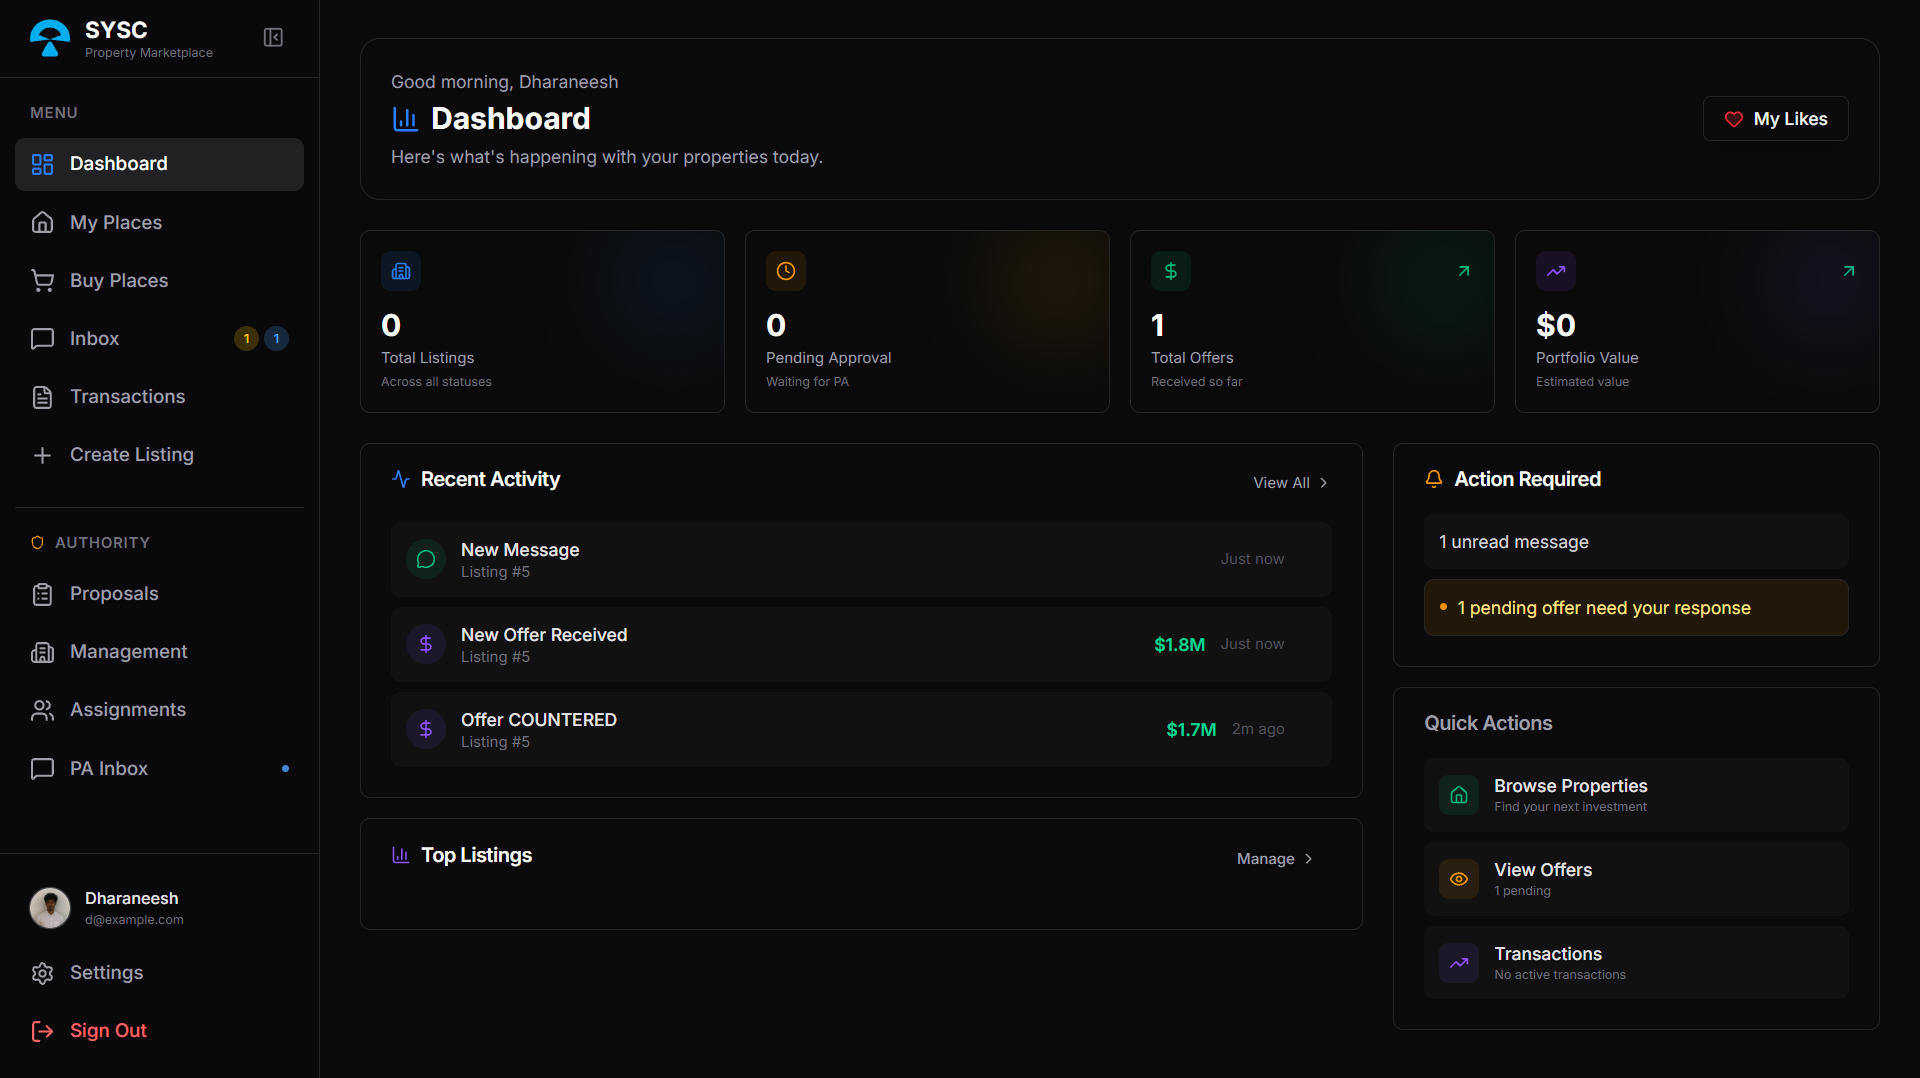 SYSC
Property Marketplace
MENU
Dashboard
My Places
Buy Places
Inbox 1 1
Transactions
Create Listing
AUTHORITY
Proposals
Management
Assignments
PA Inbox
Dharaneesh
d@example.com
Settings
Sign Out
Good morning, Dharaneesh
Dashboard
Here's what's happening with your properties today.
My Likes
0
Total Listings
Across all statuses
0
Pending Approval
Waiting for PA
1
Total Offers
Received so far
$0
Portfolio Value
Estimated value
Recent Activity
View All
New Message
Listing #5
Just now
New Offer Received
Listing #5
$1.8M Just now
Offer COUNTERED
Listing #5
$1.7M 2m ago
Top Listings
Manage
Action Required
1 unread message
1 pending offer need your response
Quick Actions
Browse Properties
Find your next investment
View Offers
1 pending
Transactions
No active transactions